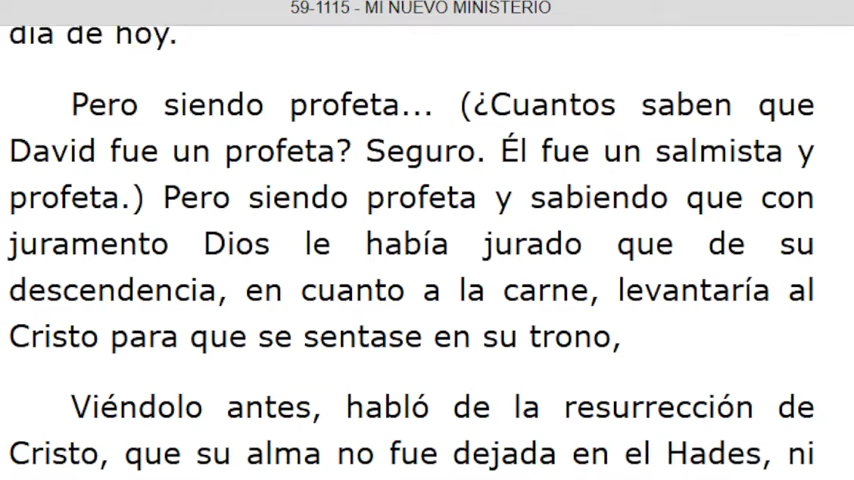 59-1115 - MI NUEVO MINISTERIO
día de hoy.
Pero siendo profeta... (¿Cuantos saben que
David fue un profeta? Seguro. Él fue un salmista y
profeta.) Pero siendo profeta y sabiendo que con
juramento Dios le había jurado que de su
descendencia, en cuanto a la carne, levantaría al
Cristo para que se sentase en su trono,
Viéndolo antes, habló de la resurrección de
Cristo, que su alma no fue dejada en el Hades, ni